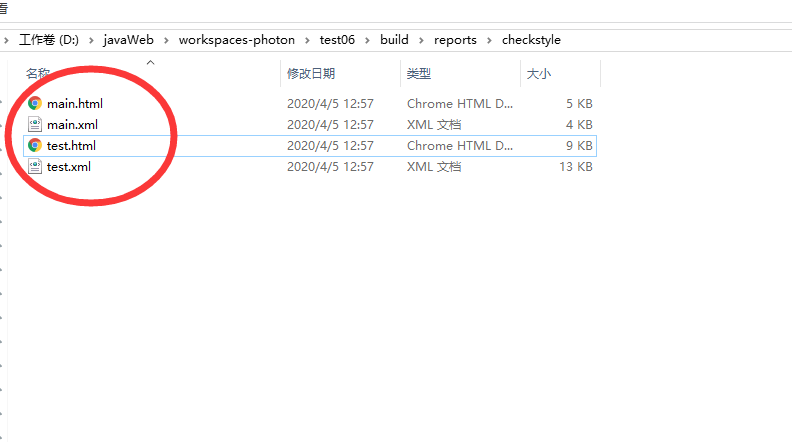 工作卷 (D:) › javaWeb › workspaces-photon › test06 › build › reports › checkstyle
名称 修改日期 类型 大小
main.html 2020/4/5 12:57 Chrome HTML D... 5 KB
main.xml 2020/4/5 12:57 XML 文档 4 KB
test.html 2020/4/5 12:57 Chrome HTML D... 9 KB
test.xml 2020/4/5 12:57 XML 文档 13 KB